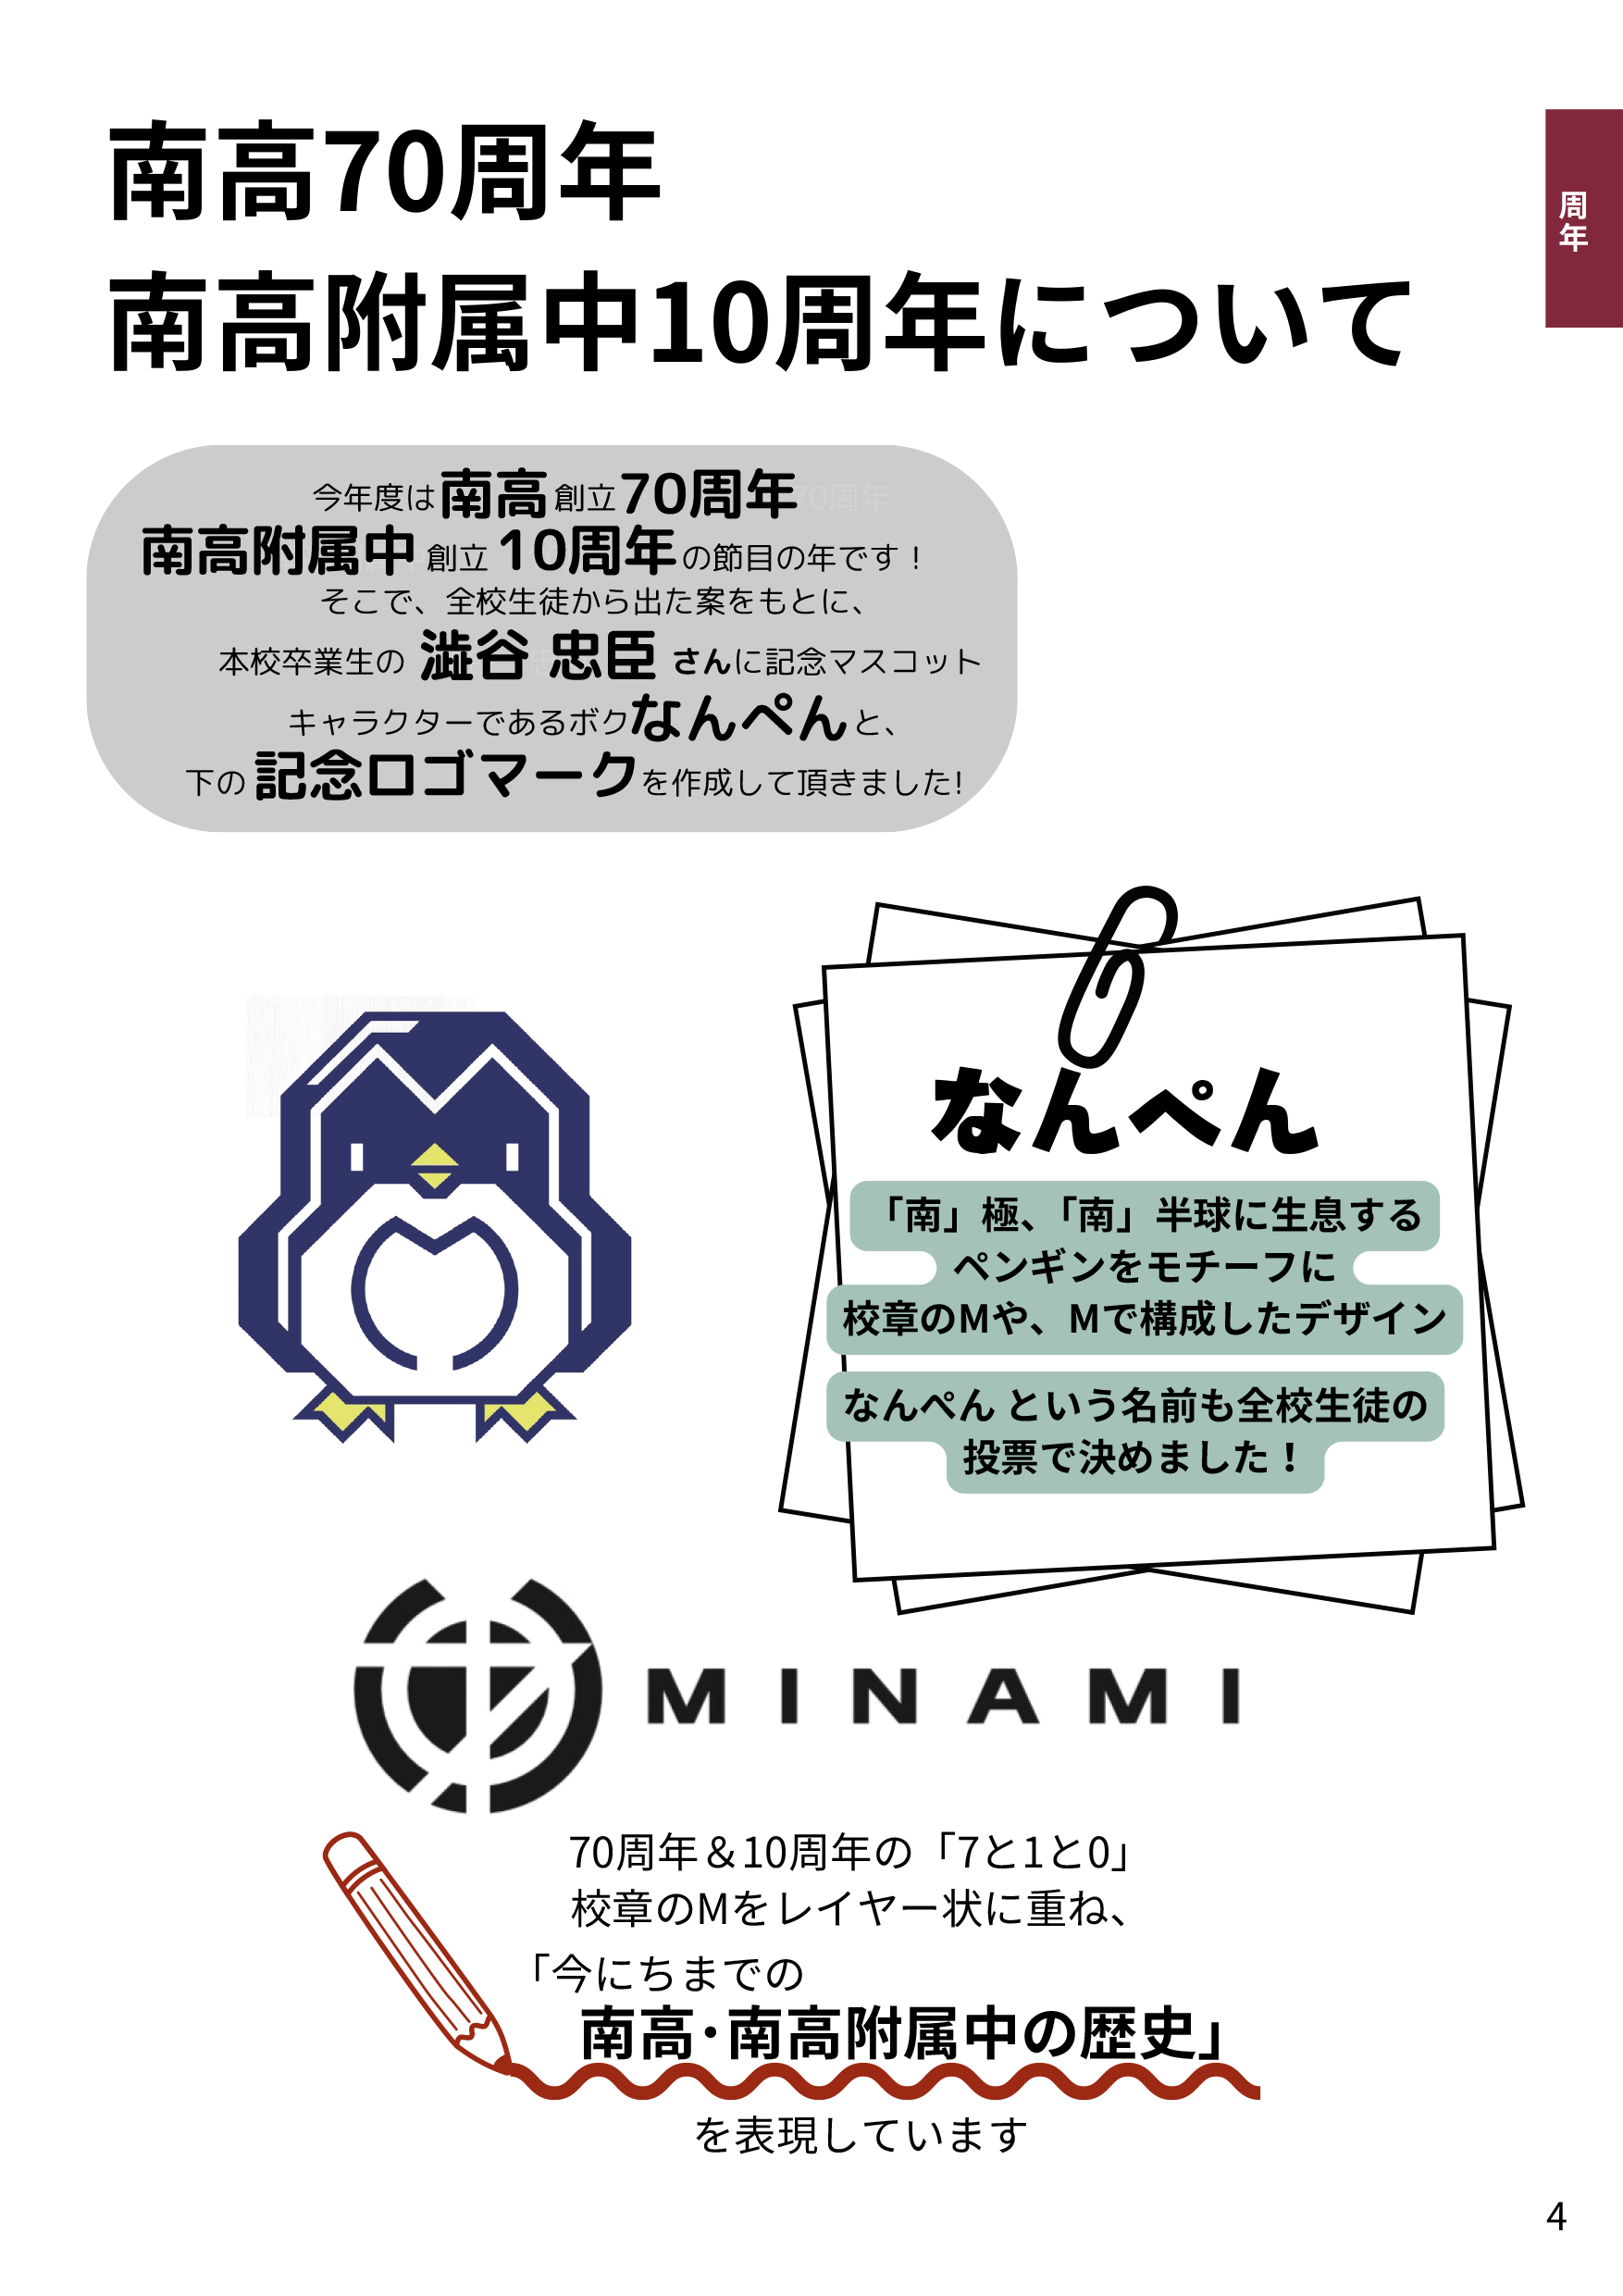 南高70周年
南高附属中10周年について
周年
今年度は南高創立70周年
南高附属中創立10周年の節目の年です！
そこで、全校生徒から出た案をもとに、
本校卒業生の 澁谷 忠臣 さんに記念マスコット
キャラクターであるボクなんぺんと、
下の記念ロゴマークを作成して頂きました!
なんぺん
「南」極、「南」半球に生息する
ペンギンをモチーフに
校章のMや、Mで構成したデザイン
なんぺん という名前も全校生徒の
投票で決めました！
MINAMI
70周年＆10周年の「7と1と0」
校章のMをレイヤー状に重ね、
「今にちまでの
南高・南高附属中の歴史」
を表現しています
4